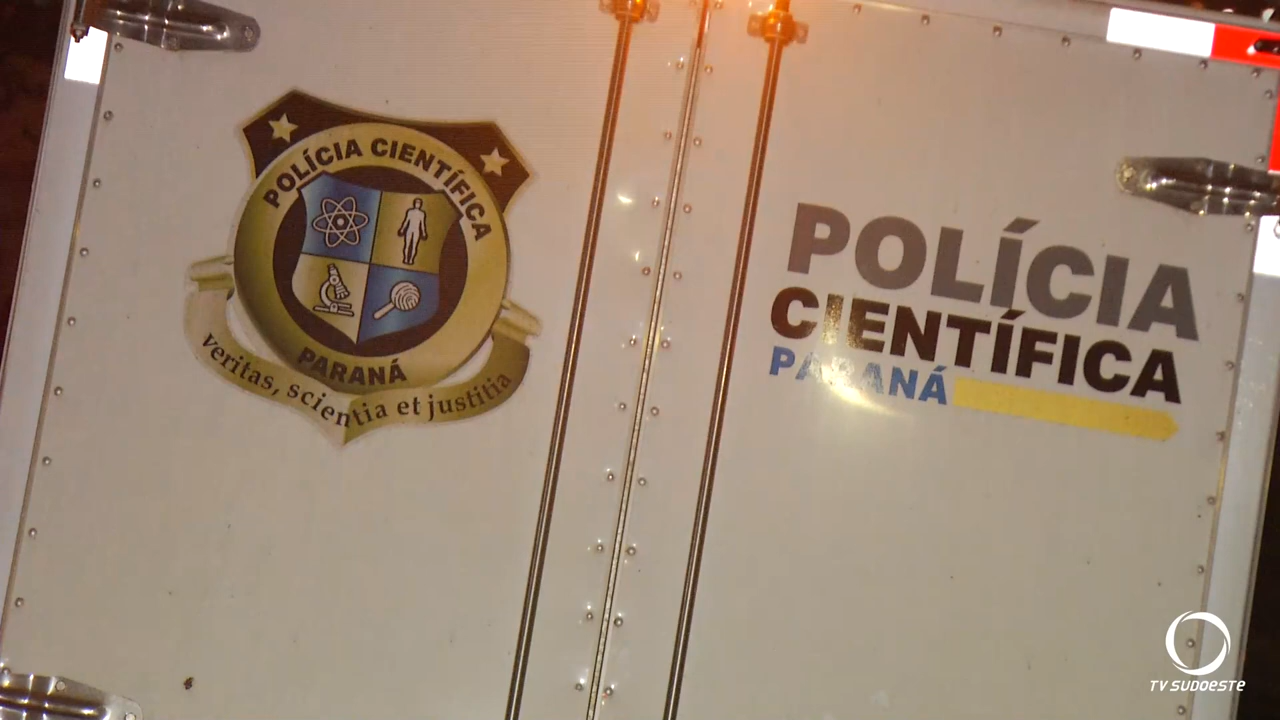 POLÍCIA CIENTÍFICA
PARANÁ
veritas, scientia et justitia
POLÍCIA
CIENTÍFICA
PARANÁ
TV SUDOESTE